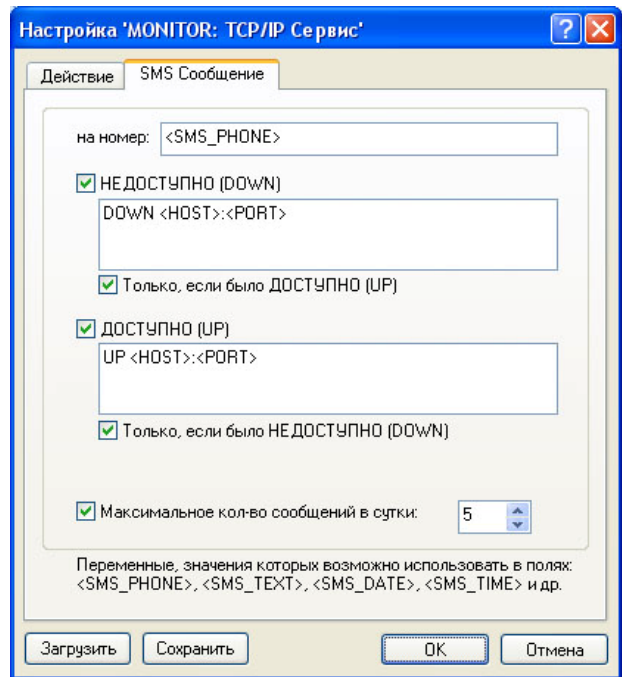 Настройка 'MONITOR: TCP/IP Сервис'
Действие SMS Сообщение
на номер: <SMS_PHONE>
НЕДОСТУПНО (DOWN)
DOWN <HOST>:<PORT>
Только, если было ДОСТУПНО (UP)
ДОСТУПНО (UP)
UP <HOST>:<PORT>
Только, если было НЕДОСТУПНО (DOWN)
Максимальное кол-во сообщений в сутки: 5
Переменные, значения которых возможно использовать в полях:
<SMS_PHONE>, <SMS_TEXT>, <SMS_DATE>, <SMS_TIME> и др.
Загрузить Сохранить OK Отмена